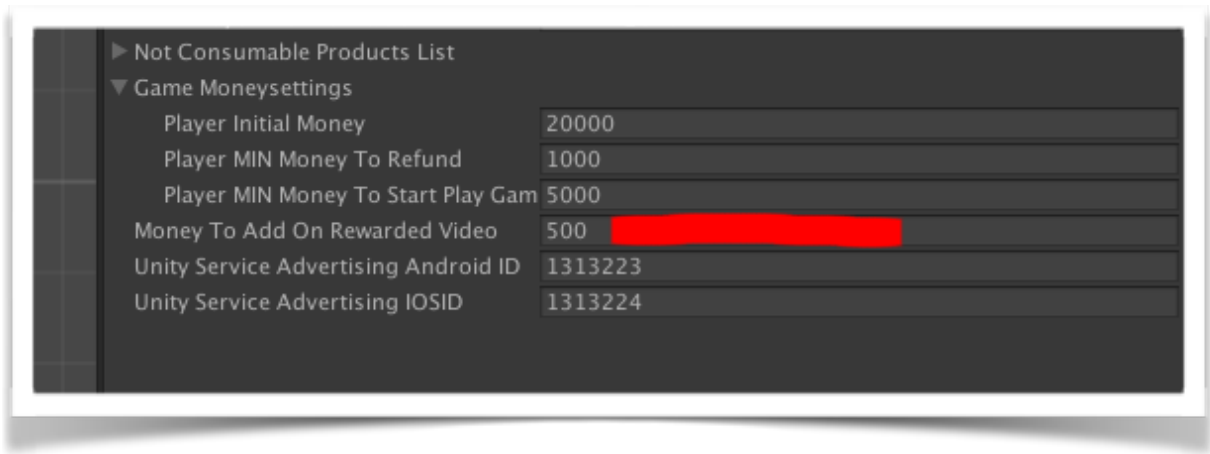 Not Consumable Products List
Game Moneysettings
Player Initial Money 20000
Player MIN Money To Refund 1000
Player MIN Money To Start Play Gam 5000
Money To Add On Rewarded Video 500
Unity Service Advertising Android ID 1313223
Unity Service Advertising IOSID 1313224